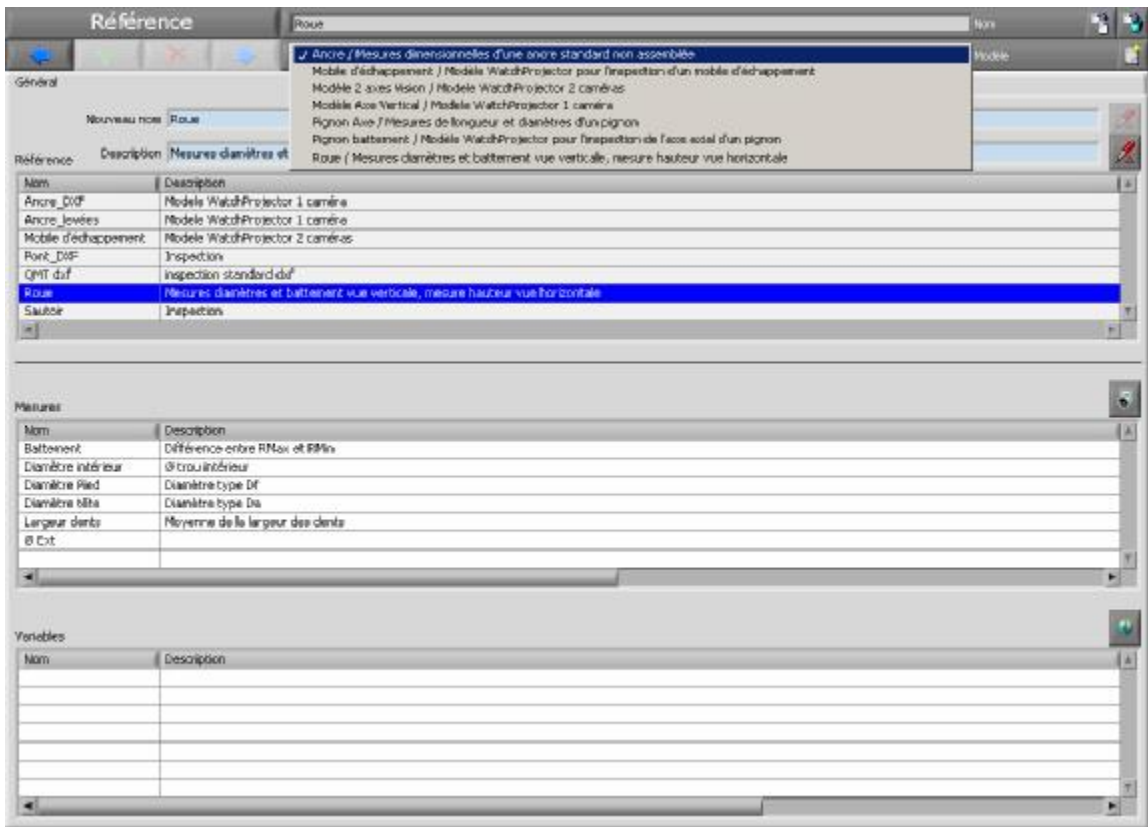 Référence
Roue
Nom
Modèle
✓ Ancre / Mesures dimensionnelles d'une ancre standard non assemblée
Mobile d'échappement / Modèle WatchProjector pour l'inspection d'un mobile d'échappement
Modèle 2 axes Vision / Modèle WatchProjector 2 caméras
Modèle Axe Vertical / Modèle WatchProjector 1 caméra
Pignon Axe / Mesures de longueur et diamètres d'un pignon
Pignon battement / Modèle WatchProjector pour l'inspection de l'axe axial d'un pignon
Roue / Mesures diamètres et battement vue verticale, mesure hauteur vue horizontale
Général
Nouveau nom Roue
Description Mesures diamètres et
Référence
Nom Description
Ancre_DXF Modele WatchProjector 1 caméra
Ancre_levées Modele WatchProjector 1 caméra
Mobile d'échappement Modele WatchProjector 2 caméras
Pont_DXF Inspection
QMT dxf inspection standard dxf
Roue Mesures diamètres et battement vue verticale, mesure hauteur vue horizontale
Sautoir Inspection
Mesures
Nom Description
Battement Différence entre RMax et RMin
Diamètre intérieur Ø trou intérieur
Diamètre Pied Diamètre type Df
Diamètre tête Diamètre type Da
Largeur dents Moyenne de la largeur des dents
Ø Ext
Variables
Nom Description